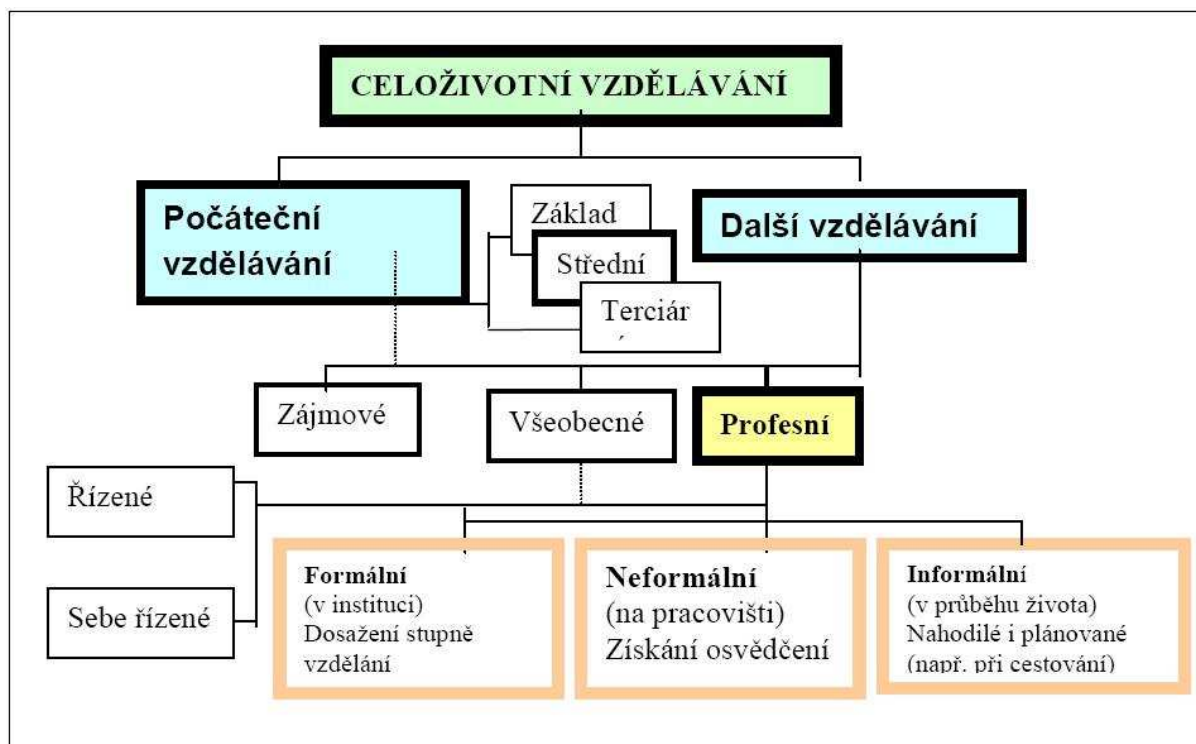 CELOŽIVOTNÍ VZDĚLÁVÁNÍ
Počáteční
vzdělávání
Základ
Střední
Terciár
Další vzdělávání
Zájmové
Všeobecné
Profesní
Řízené
Sebe řízené
Formální
(v instituci)
Dosažení stupně
vzdělání
Neformální
(na pracovišti)
Získání osvědčení
Informální
(v průběhu života)
Nahodilé i plánované
(např. při cestování)